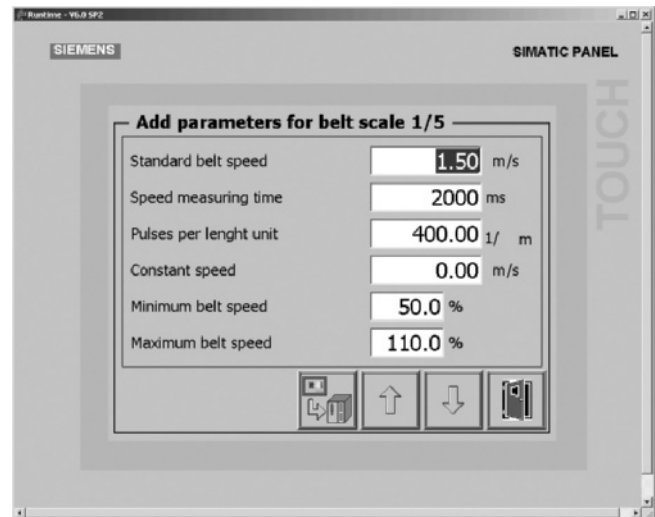 Runtime - V6.0 SP2
SIEMENS
SIMATIC PANEL
TOUCH
Add parameters for belt scale 1/5
Standard belt speed 1.50 m/s
Speed measuring time 2000 ms
Pulses per lenght unit 400.00 1/ m
Constant speed 0.00 m/s
Minimum belt speed 50.0 %
Maximum belt speed 110.0 %